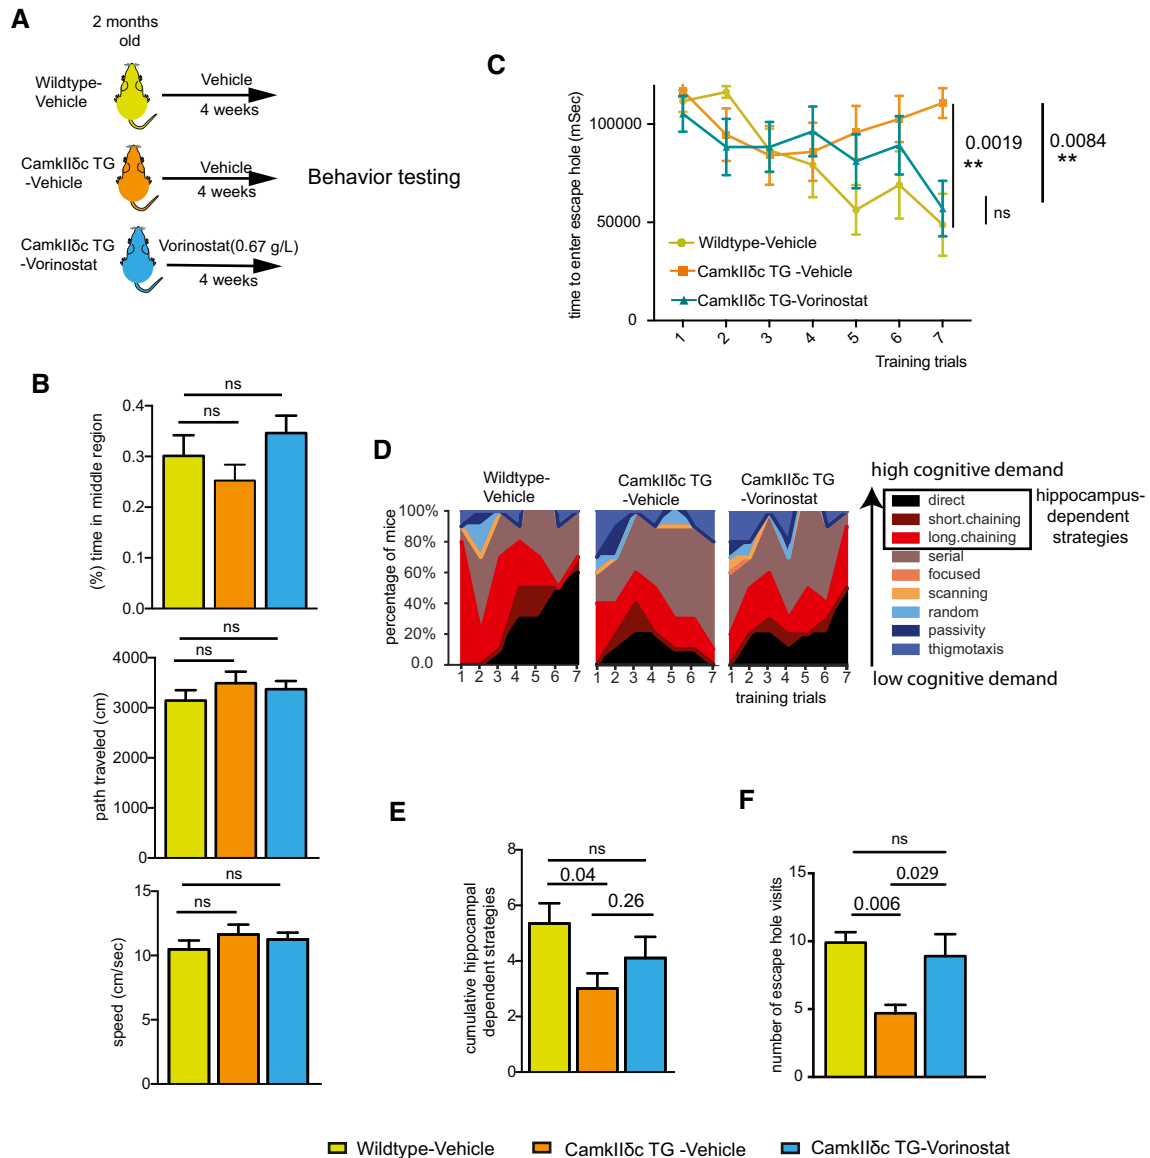 A
2 months
old
Wildtype-
Vehicle
Vehicle
4 weeks
CamkIIδc TG
-Vehicle
Vehicle
4 weeks
Behavior testing
CamkIIδc TG
-Vorinostat
Vorinostat(0.67 g/L)
4 weeks
B
ns
ns
(%) time in middle region
0.4
0.3
0.2
0.1
0.0
ns
ns
path traveled (cm)
4000
3000
2000
1000
0
ns
ns
speed (cm/sec)
15
10
5
0
C
time to enter escape hole (mSec)
100000
50000
0
Wildtype-Vehicle
CamkIIδc TG -Vehicle
CamkIIδc TG-Vorinostat
0.0019
**
0.0084
**
ns
1 2 3 4 5 6 7
Training trials
D
Wildtype-
Vehicle
CamkIIδc TG
-Vehicle
CamkIIδc TG
-Vorinostat
percentage of mice
100%
80%
60%
40%
20%
0.0
1 2 3 4 5 6 7
1 2 3 4 5 6 7
1 2 3 4 5 6 7
training trials
high cognitive demand
direct
short.chaining
long.chaining
serial
focused
scanning
random
passivity
thigmotaxis
hippocampus-
dependent
strategies
low cognitive demand
E
cumulative hippocampal
dependent strategies
8
6
4
2
0
ns
0.04
0.26
F
number of escape hole visits
15
10
5
0
ns
0.029
0.006
Wildtype-Vehicle
CamkIIδc TG -Vehicle
CamkIIδc TG-Vorinostat